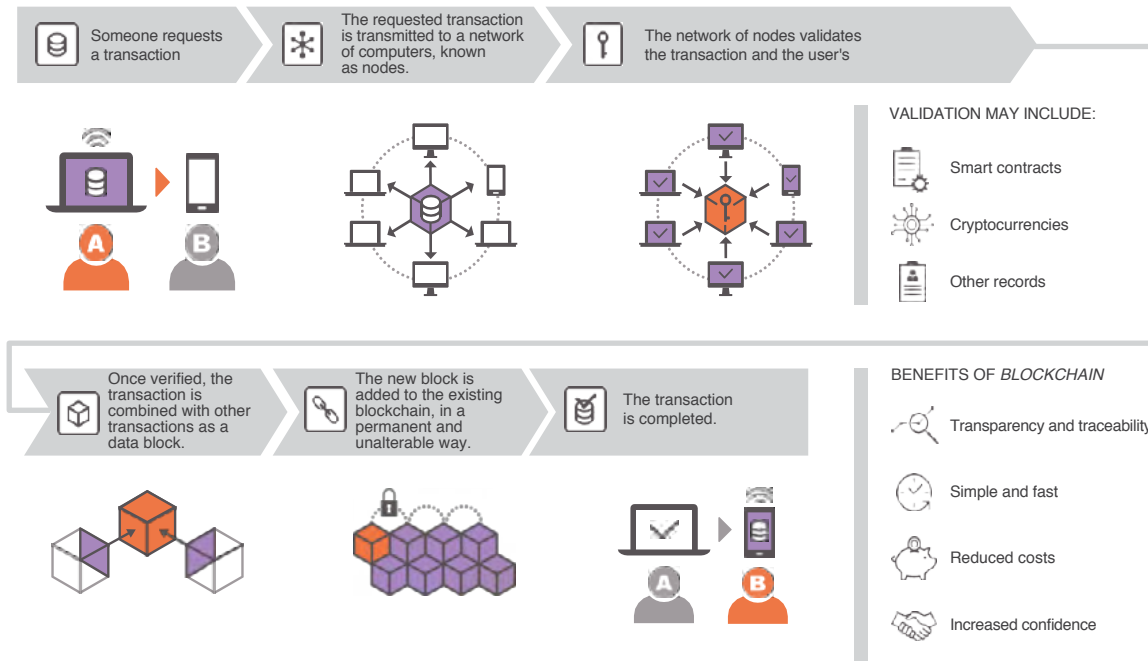 Someone requests
a transaction
The requested transaction
is transmitted to a network
of computers, known
as nodes.
The network of nodes validates
the transaction and the user's
VALIDATION MAY INCLUDE:
Smart contracts
Cryptocurrencies
Other records
A
B
Once verified, the
transaction is
combined with other
transactions as a
data block.
The new block is
added to the existing
blockchain, in a
permanent and
unalterable way.
The transaction
is completed.
BENEFITS OF BLOCKCHAIN
Transparency and traceability
Simple and fast
Reduced costs
Increased confidence
A
B